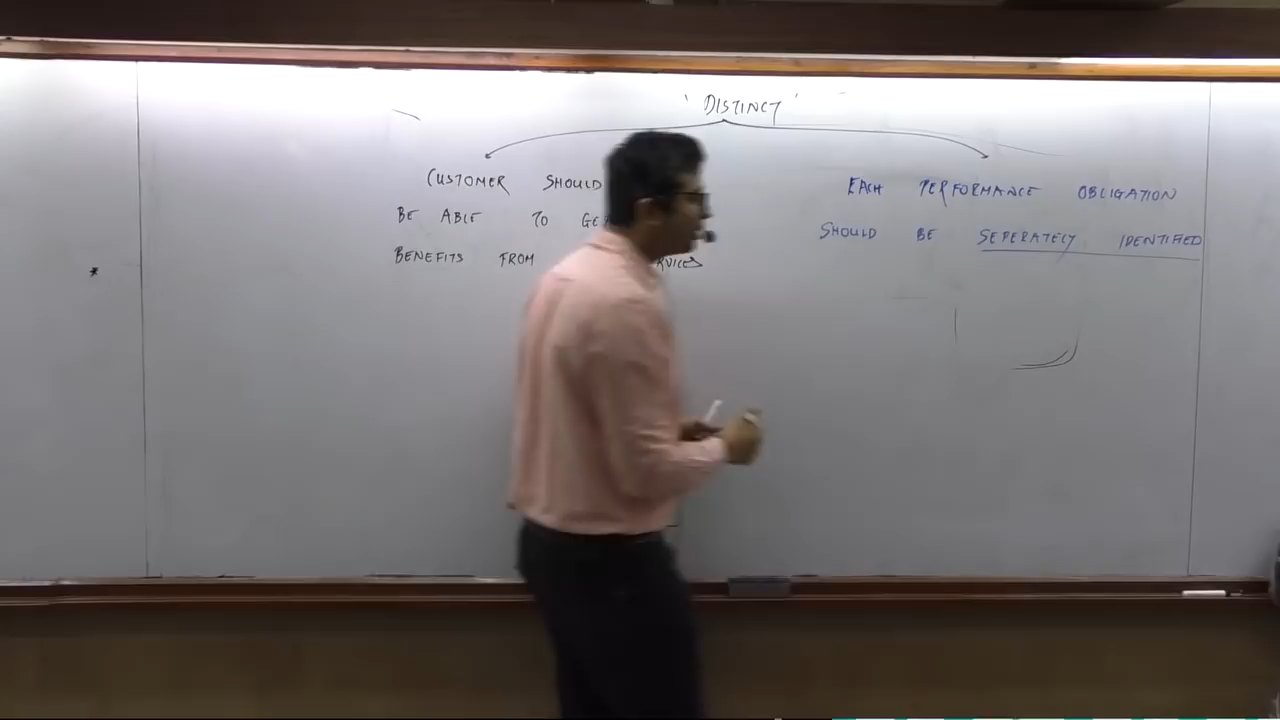 ' DISTINCT '
CUSTOMER SHOULD
BE ABLE TO
BENEFITS FROM
EACH PERFORMANCE OBLIGATION
SHOULD BE SEPERATELY IDENTIFIED